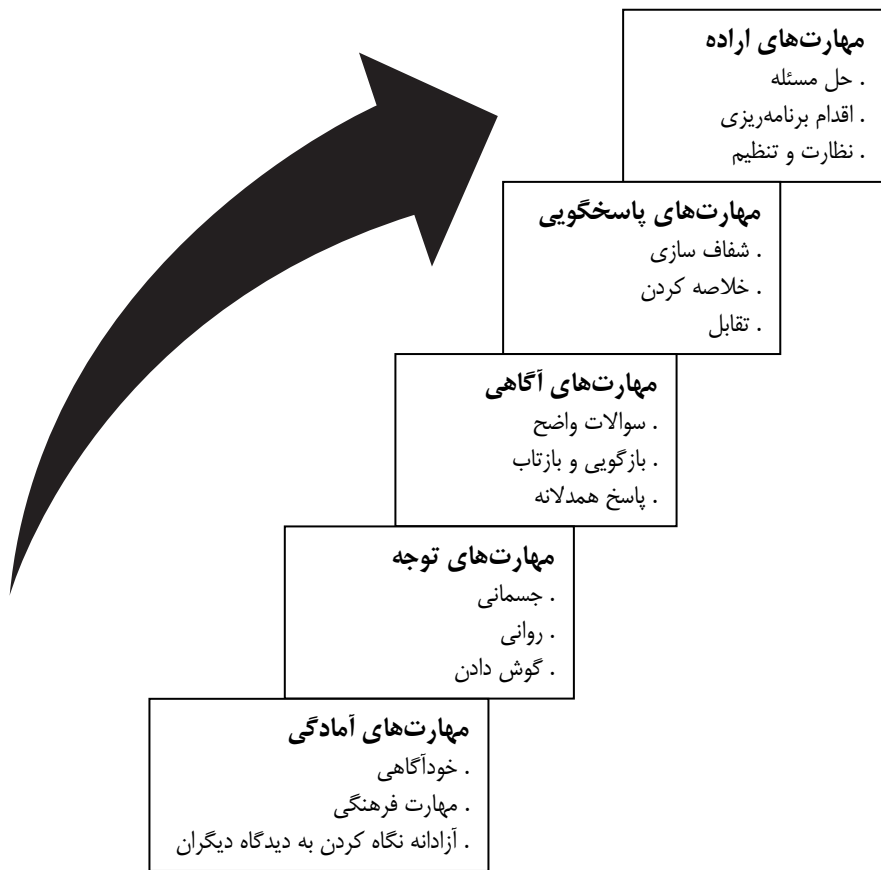 مهارت‌های اراده
. حل مسئله
. اقدام برنامه‌ریزی
. نظارت و تنظیم
مهارت‌های پاسخگویی
. شفاف سازی
. خلاصه کردن
. تقابل
مهارت‌های آگاهی
. سوالات واضح
. بازگویی و بازتاب
. پاسخ همدلانه
مهارت‌های توجه
. جسمانی
. روانی
. گوش دادن
مهارت‌های آمادگی
. خودآگاهی
. مهارت فرهنگی
. آزادانه نگاه کردن به دیدگاه دیگران